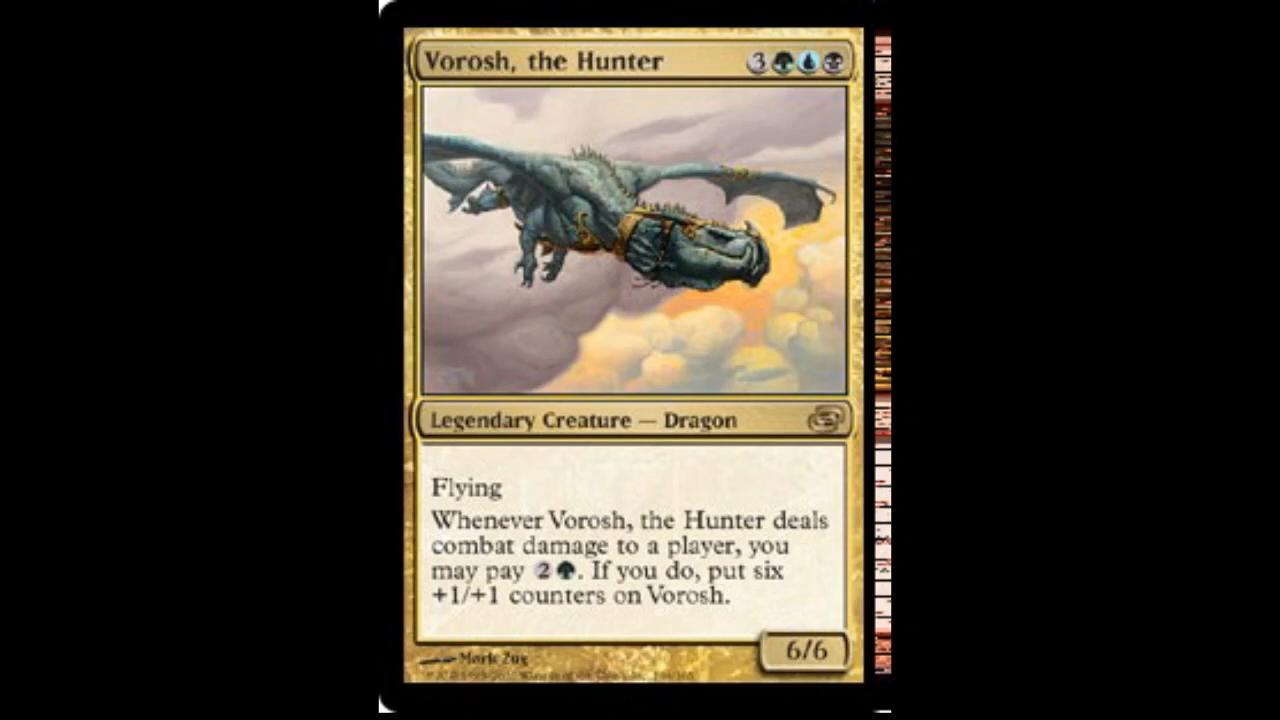 Vorosh, the Hunter 3
Legendary Creature — Dragon
Flying
Whenever Vorosh, the Hunter deals
combat damage to a player, you
may pay 2. If you do, put six
+1/+1 counters on Vorosh.
6/6
Mark Zug